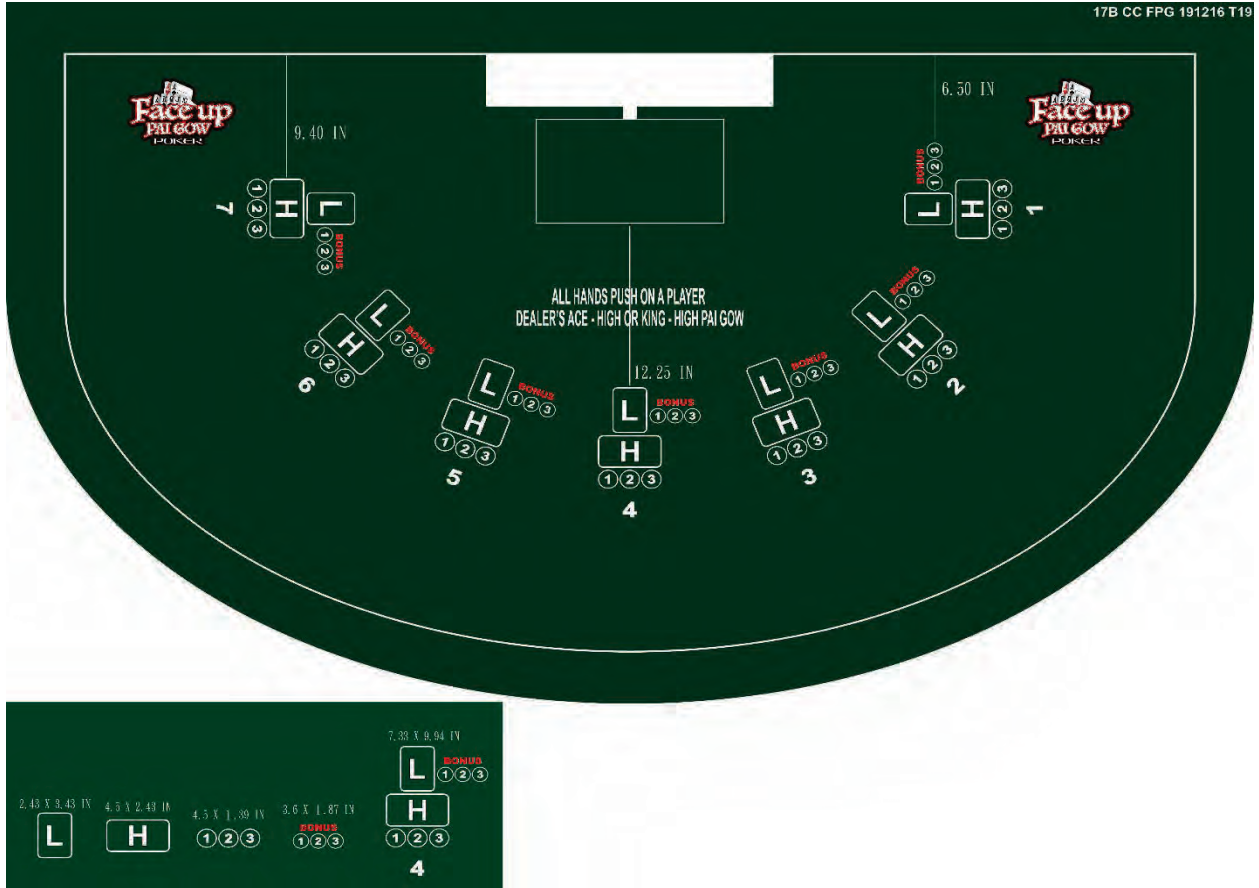 17B CC FPG 191216 T19
Face up
PAI GOW
POKER
9.40 IN
6.50 IN
Face up
PAI GOW
POKER
7
1 2 3
H
L
1 2 3
BONUS
BONUS
1 2 3
L
H
1 2 3
1
ALL HANDS PUSH ON A PLAYER
DEALER'S ACE - HIGH OR KING - HIGH PAI GOW
12.25 IN
L
BONUS
1 2 3
H
1 2 3
6
L
BONUS
1 2 3
H
1 2 3
5
L
BONUS
1 2 3
H
1 2 3
4
L
BONUS
1 2 3
H
1 2 3
3
L
BONUS
1 2 3
H
1 2 3
2
7.33 X 9.94 IN
L
BONUS
1 2 3
H
1 2 3
4
2.43 X 3.43 IN
L
4.5 X 2.43 IN
H
4.5 X 1.39 IN
1 2 3
3.6 X 1.87 IN
BONUS
1 2 3